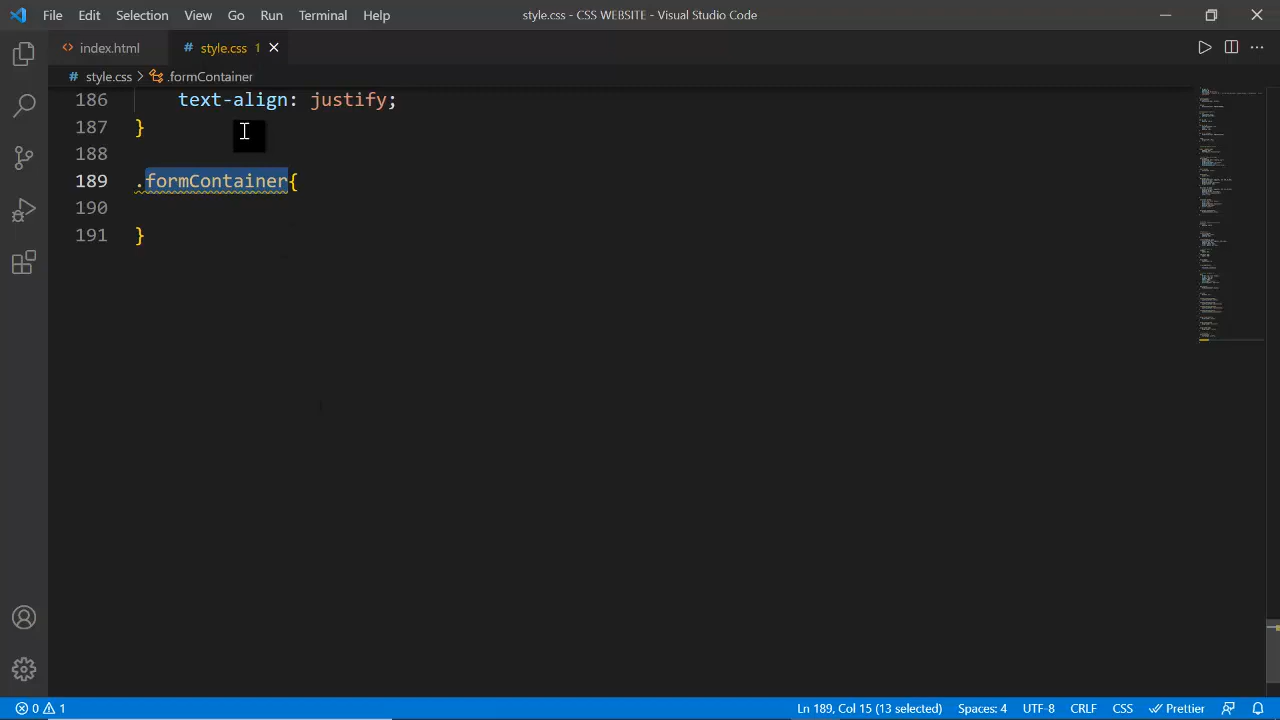 File Edit Selection View Go Run Terminal Help style.css - CSS WEBSITE - Visual Studio Code
<> index.html # style.css 1
# style.css > .formContainer
186 text-align: justify;
187 }
188
189 .formContainer{
190
191 }
0 1 Ln 189, Col 15 (13 selected) Spaces: 4 UTF-8 CRLF CSS Prettier